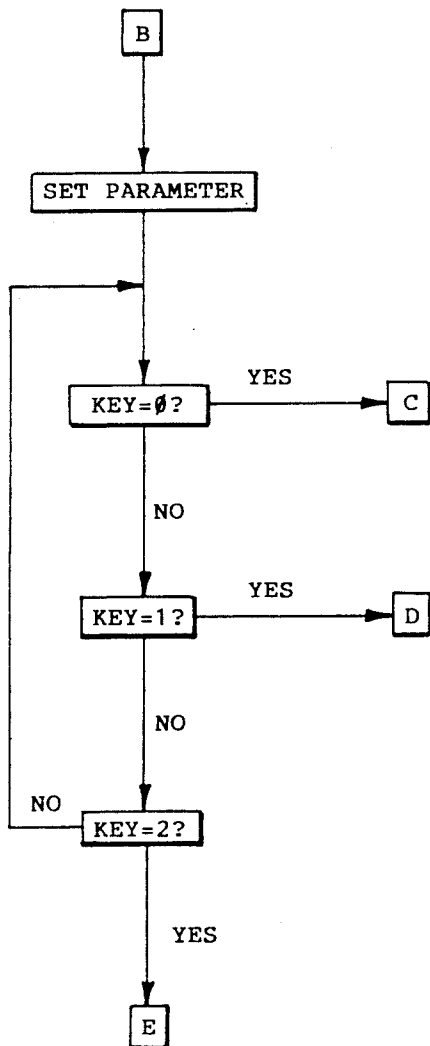 B
SET PARAMETER
YES
KEY=Ø?
C
NO
YES
KEY=1?
D
NO
NO
KEY=2?
YES
E